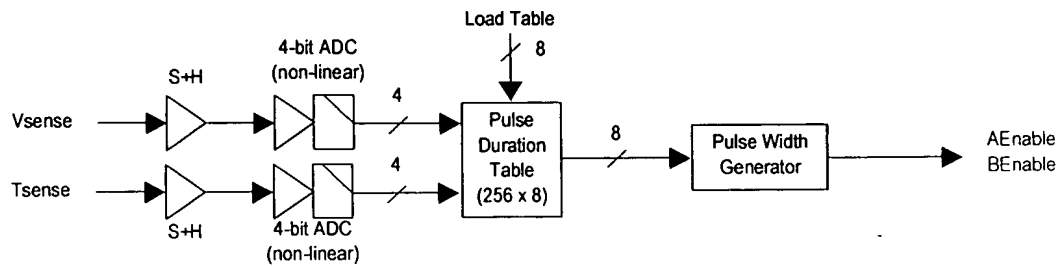 Load Table
8
4-bit ADC
(non-linear)
S+H
4
Vsense
Pulse
Duration
Table
(256 x 8)
8
Pulse Width
Generator
AEnable
BEnable
Tsense
4
S+H
4-bit ADC
(non-linear)